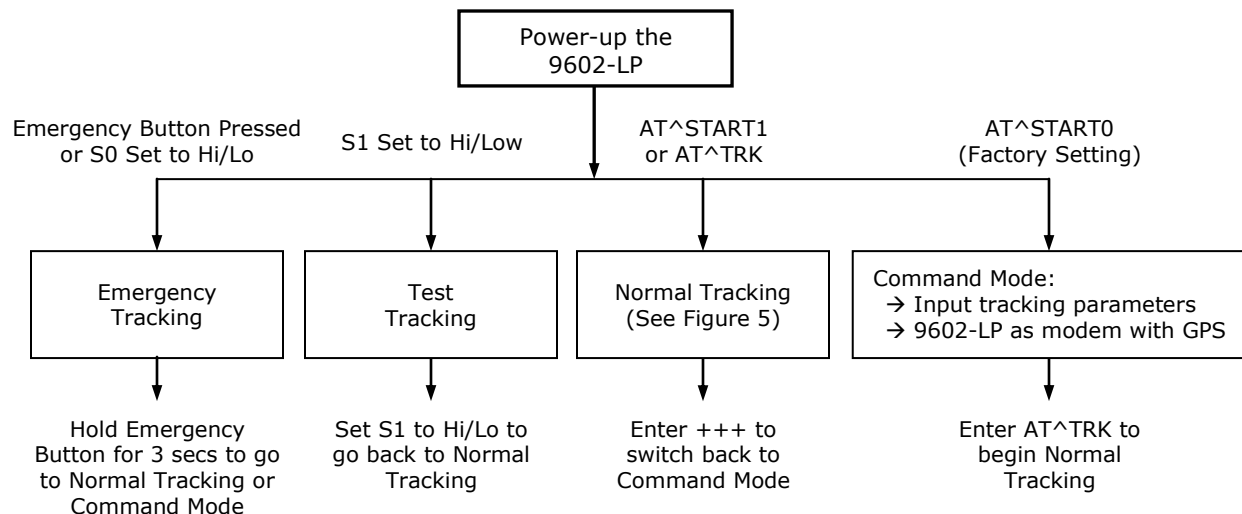 Power-up the
9602-LP
Emergency Button Pressed
or S0 Set to Hi/Lo
S1 Set to Hi/Low
AT^START1
or AT^TRK
AT^START0
(Factory Setting)
Emergency
Tracking
Test
Tracking
Normal Tracking
(See Figure 5)
Command Mode:
→ Input tracking parameters
→ 9602-LP as modem with GPS
Hold Emergency
Button for 3 secs to go
to Normal Tracking or
Command Mode
Set S1 to Hi/Lo to
go back to Normal
Tracking
Enter +++ to
switch back to
Command Mode
Enter AT^TRK to
begin Normal
Tracking